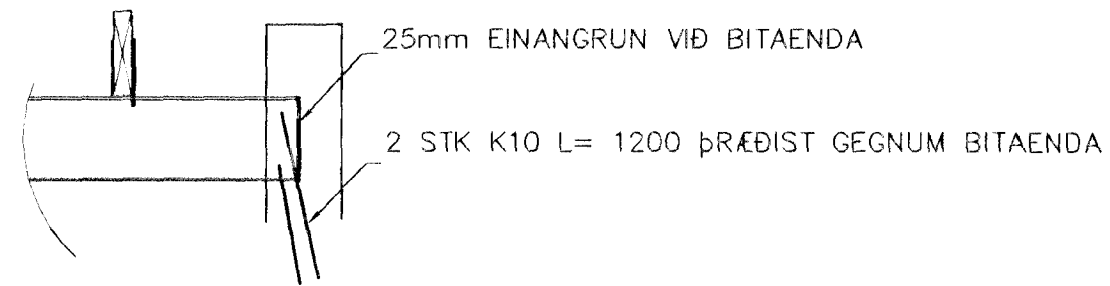 25mm EINANGRUN VIÐ BITAENDA
2 STK K10 L= 1200 þRÆÐIST GEGNUM BITAENDA